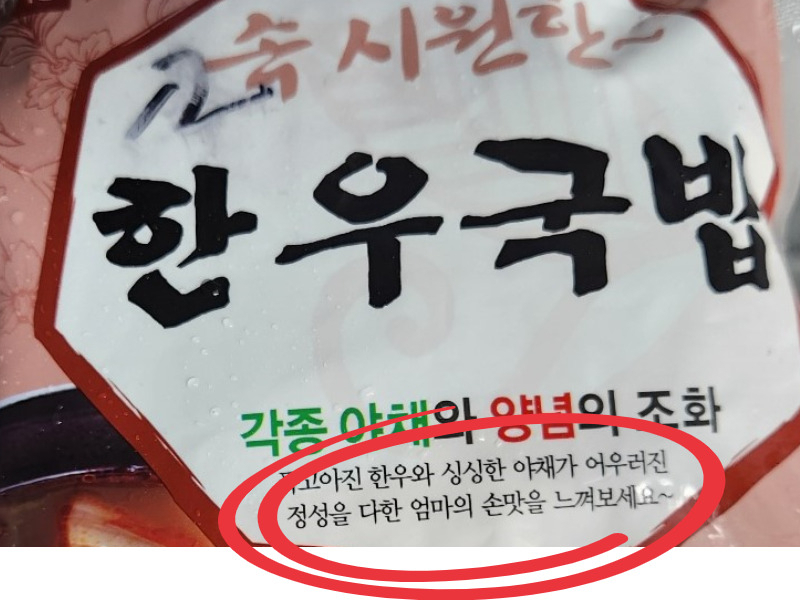 속 시원한~
한우국밥
각종 야채와 양념의 조화
한우와 싱싱한 야채가 어우러진
정성을 다한 엄마의 손맛을 느껴보세요~